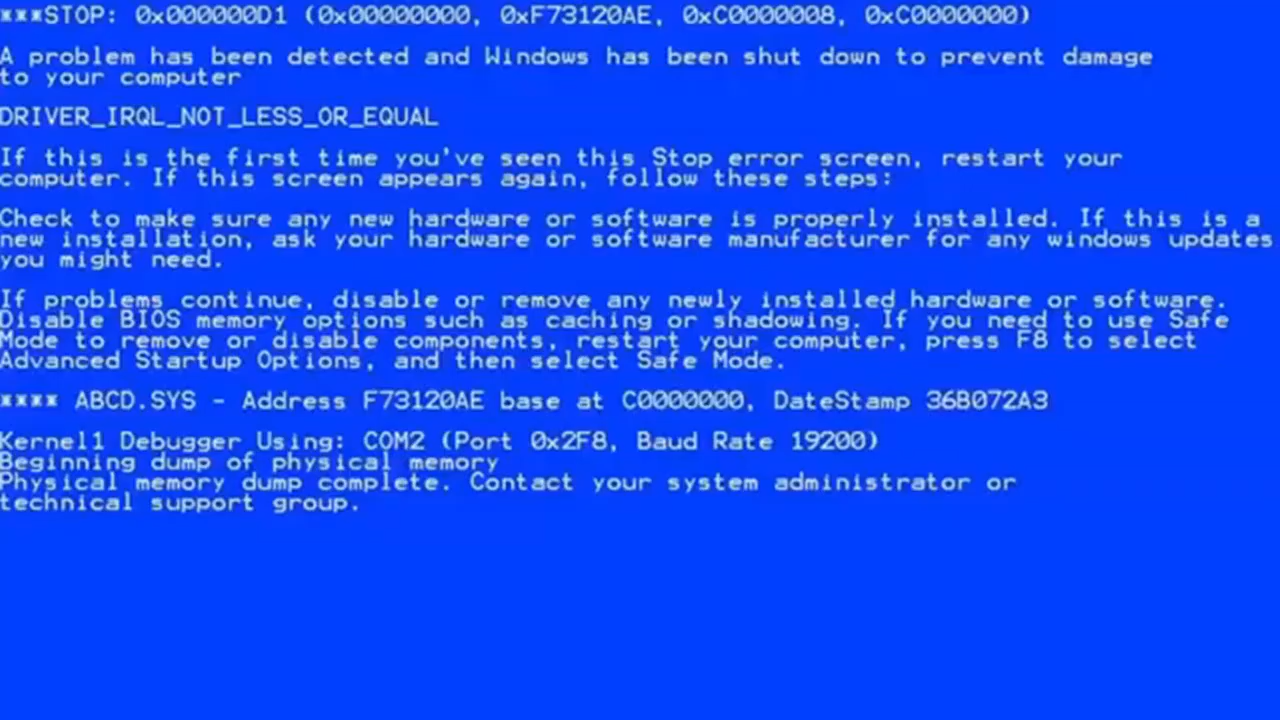 ***STOP: 0x000000D1 (0x00000000, 0xF73120AE, 0xC0000008, 0xC0000000)
A problem has been detected and Windows has been shut down to prevent damage
to your computer
DRIVER_IRQL_NOT_LESS_OR_EQUAL
If this is the first time you've seen this Stop error screen, restart your
computer. If this screen appears again, follow these steps:
Check to make sure any new hardware or software is properly installed. If this is a
new installation, ask your hardware or software manufacturer for any windows updates
you might need.
If problems continue, disable or remove any newly installed hardware or software.
Disable BIOS memory options such as caching or shadowing. If you need to use Safe
Mode to remove or disable components, restart your computer, press F8 to select
Advanced Startup Options, and then select Safe Mode.
**** ABCD.SYS - Address F73120AE base at C0000000, DateStamp 36B072A3
Kernel1 Debugger Using: COM2 (Port 0x2F8, Baud Rate 19200)
Beginning dump of physical memory
Physical memory dump complete. Contact your system administrator or
technical support group.